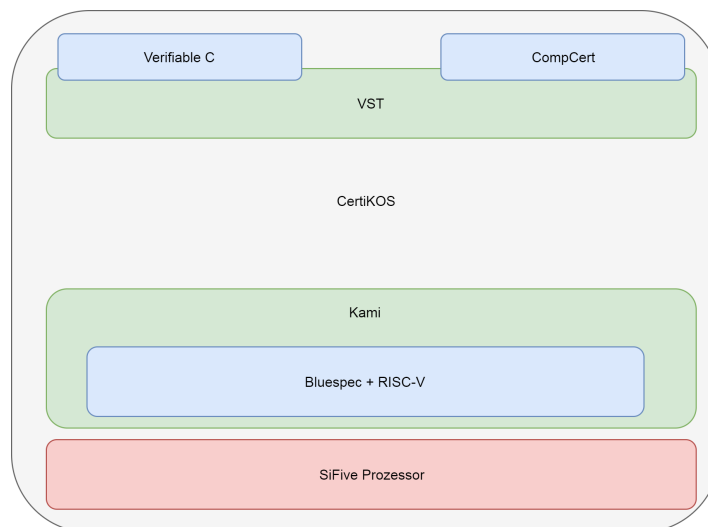 Verifiable C
CompCert
VST
CertiKOS
Kami
Bluespec + RISC-V
SiFive Prozessor